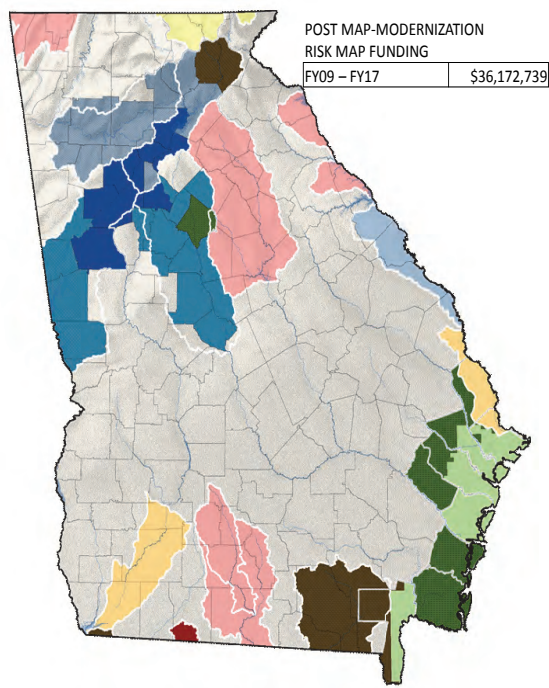 POST MAP-MODERNIZATION
RISK MAP FUNDING
FY09 – FY17 $36,172,739